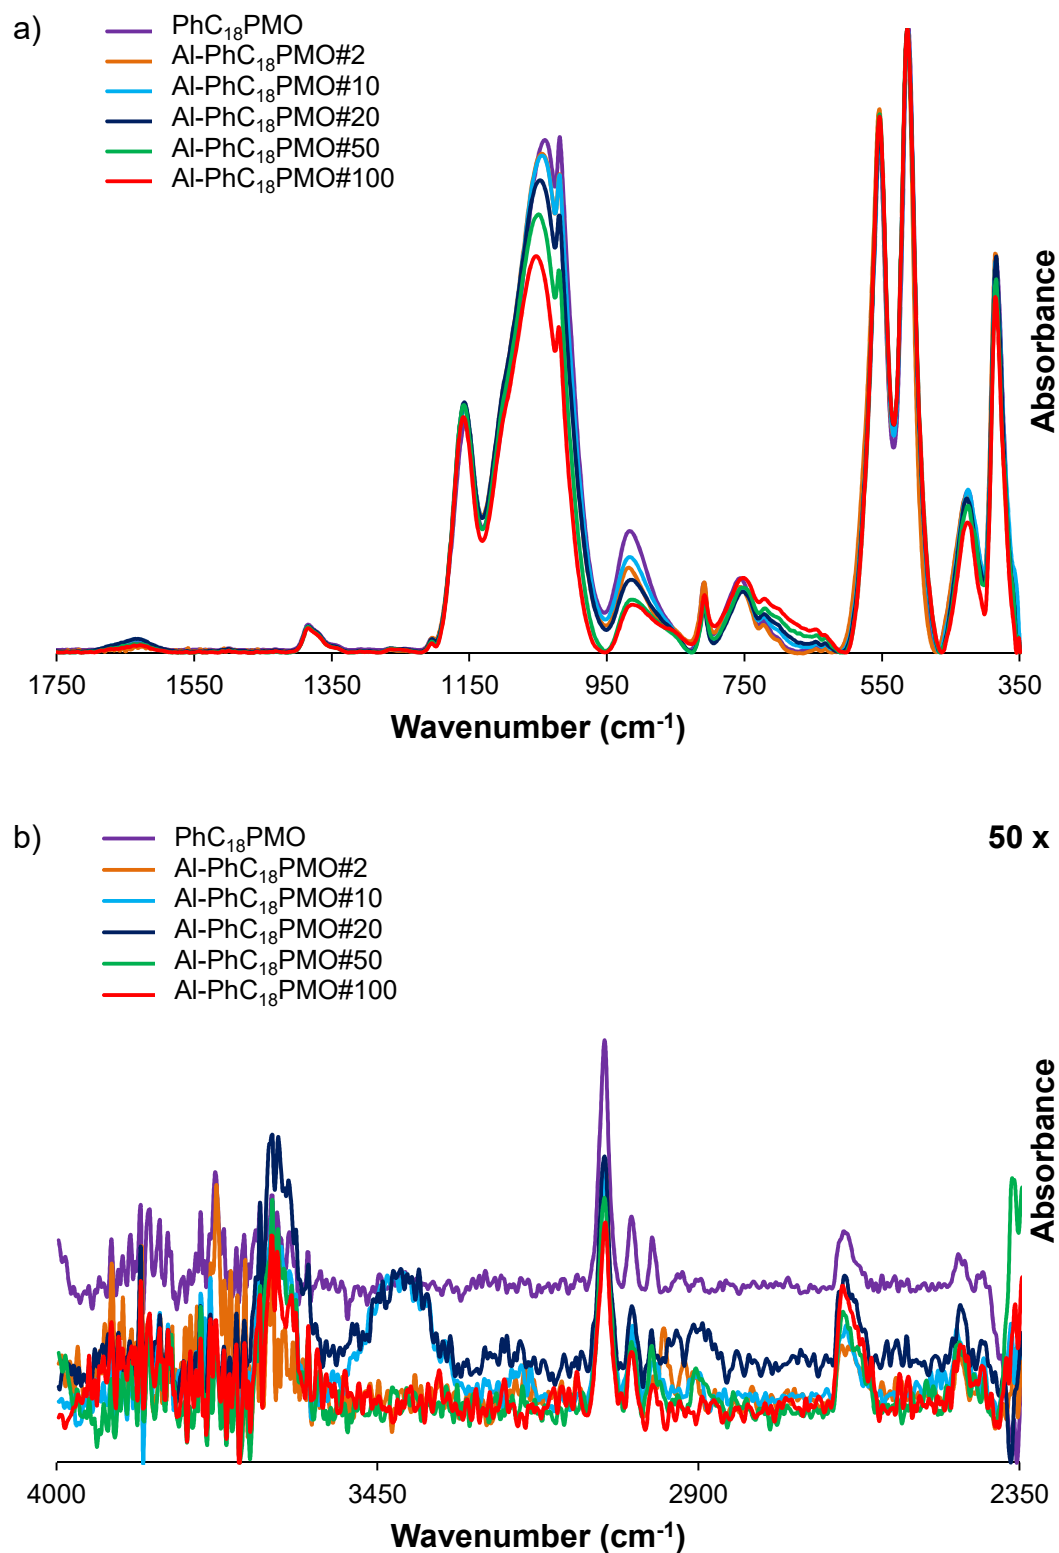 a)
PhC₁₈PMO
Al-PhC₁₈PMO#2
Al-PhC₁₈PMO#10
Al-PhC₁₈PMO#20
Al-PhC₁₈PMO#50
Al-PhC₁₈PMO#100
Absorbance
1750 1550 1350 1150 950 750 550 350
Wavenumber (cm⁻¹)
b)
50 x
PhC₁₈PMO
Al-PhC₁₈PMO#2
Al-PhC₁₈PMO#10
Al-PhC₁₈PMO#20
Al-PhC₁₈PMO#50
Al-PhC₁₈PMO#100
Absorbance
4000 3450 2900 2350
Wavenumber (cm⁻¹)